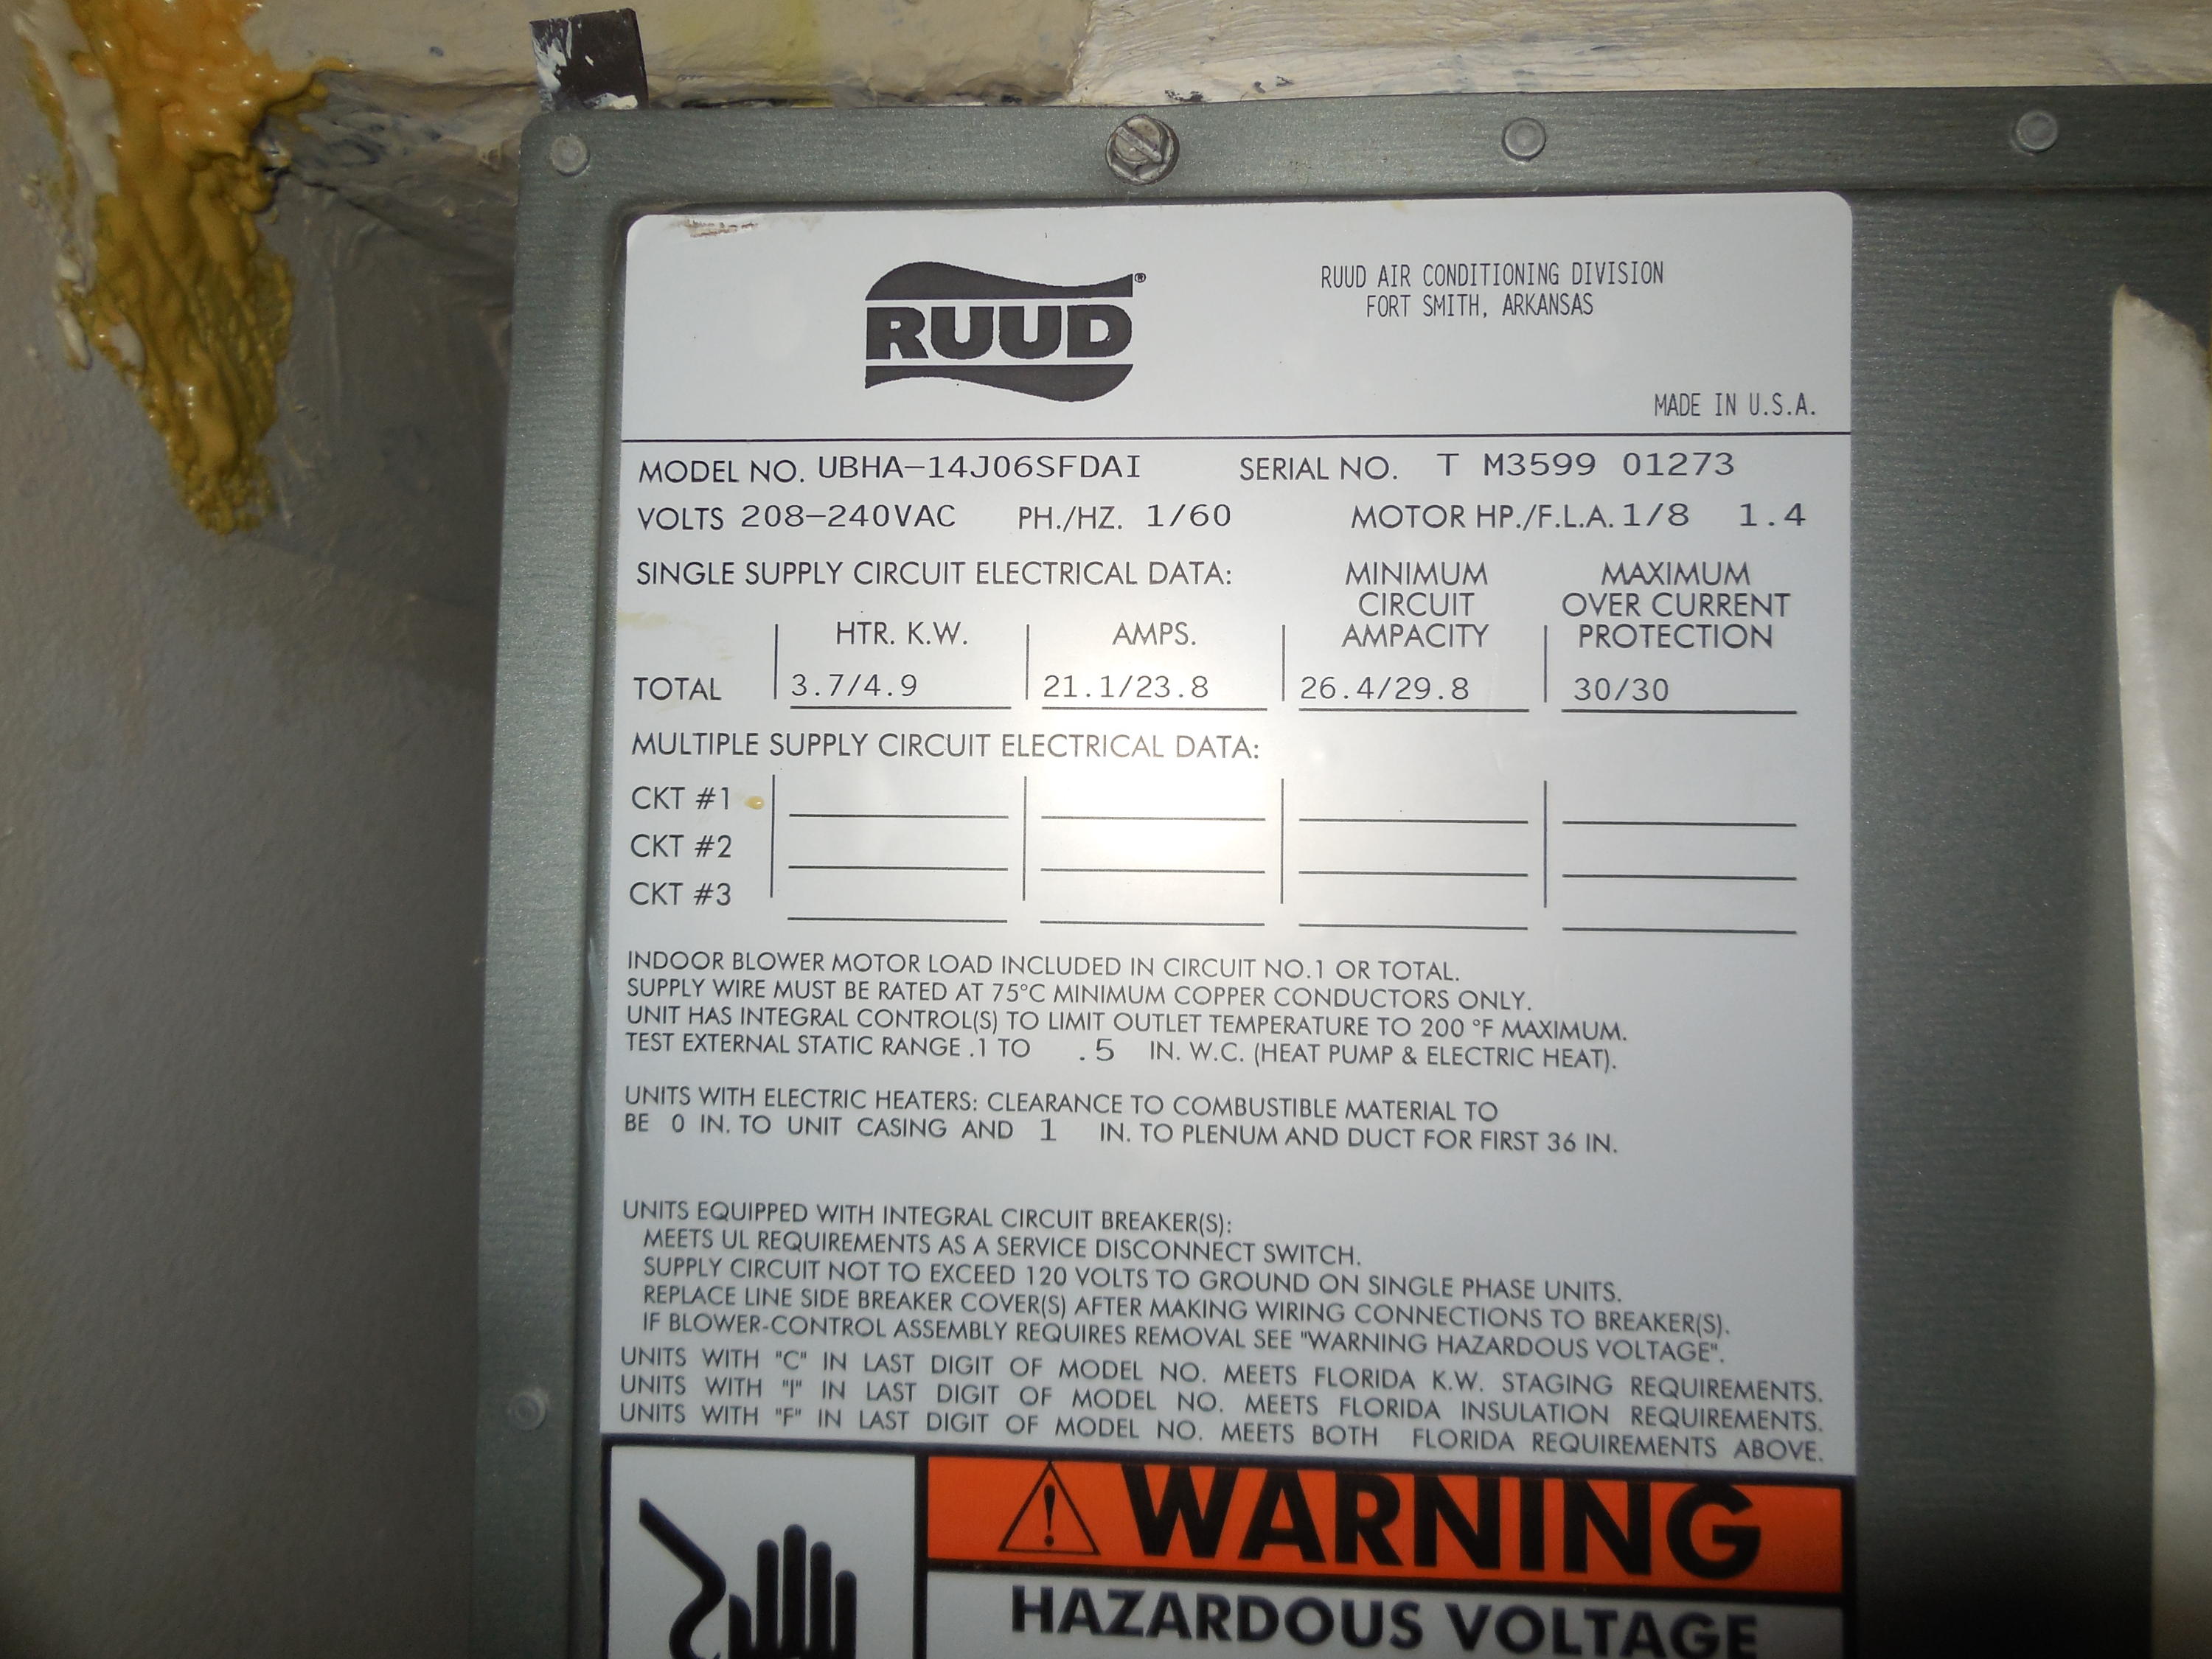 RUUD®
RUUD AIR CONDITIONING DIVISION
FORT SMITH, ARKANSAS
MADE IN U.S.A.
MODEL NO. UBHA-14J06SFDAI SERIAL NO. T M3599 01273
VOLTS 208-240VAC PH./HZ. 1/60 MOTOR HP./F.L.A. 1/8 1.4
SINGLE SUPPLY CIRCUIT ELECTRICAL DATA:
HTR. K.W.
AMPS.
MINIMUM
CIRCUIT
AMPACITY
MAXIMUM
OVER CURRENT
PROTECTION
TOTAL 3.7/4.9 21.1/23.8 26.4/29.8 30/30
MULTIPLE SUPPLY CIRCUIT ELECTRICAL DATA:
CKT #1
CKT #2
CKT #3
INDOOR BLOWER MOTOR LOAD INCLUDED IN CIRCUIT NO.1 OR TOTAL.
SUPPLY WIRE MUST BE RATED AT 75°C MINIMUM COPPER CONDUCTORS ONLY.
UNIT HAS INTEGRAL CONTROL(S) TO LIMIT OUTLET TEMPERATURE TO 200 °F MAXIMUM.
TEST EXTERNAL STATIC RANGE .1 TO .5 IN. W.C. (HEAT PUMP & ELECTRIC HEAT).
UNITS WITH ELECTRIC HEATERS: CLEARANCE TO COMBUSTIBLE MATERIAL TO
BE 0 IN. TO UNIT CASING AND 1 IN. TO PLENUM AND DUCT FOR FIRST 36 IN.
UNITS EQUIPPED WITH INTEGRAL CIRCUIT BREAKER(S):
MEETS UL REQUIREMENTS AS A SERVICE DISCONNECT SWITCH.
SUPPLY CIRCUIT NOT TO EXCEED 120 VOLTS TO GROUND ON SINGLE PHASE UNITS.
REPLACE LINE SIDE BREAKER COVER(S) AFTER MAKING WIRING CONNECTIONS TO BREAKER(S).
IF BLOWER-CONTROL ASSEMBLY REQUIRES REMOVAL SEE "WARNING HAZARDOUS VOLTAGE".
UNITS WITH "C" IN LAST DIGIT OF MODEL NO. MEETS FLORIDA K.W. STAGING REQUIREMENTS.
UNITS WITH "I" IN LAST DIGIT OF MODEL NO. MEETS FLORIDA INSULATION REQUIREMENTS.
UNITS WITH "F" IN LAST DIGIT OF MODEL NO. MEETS BOTH FLORIDA REQUIREMENTS ABOVE.
WARNING
HAZARDOUS VOLTAGE